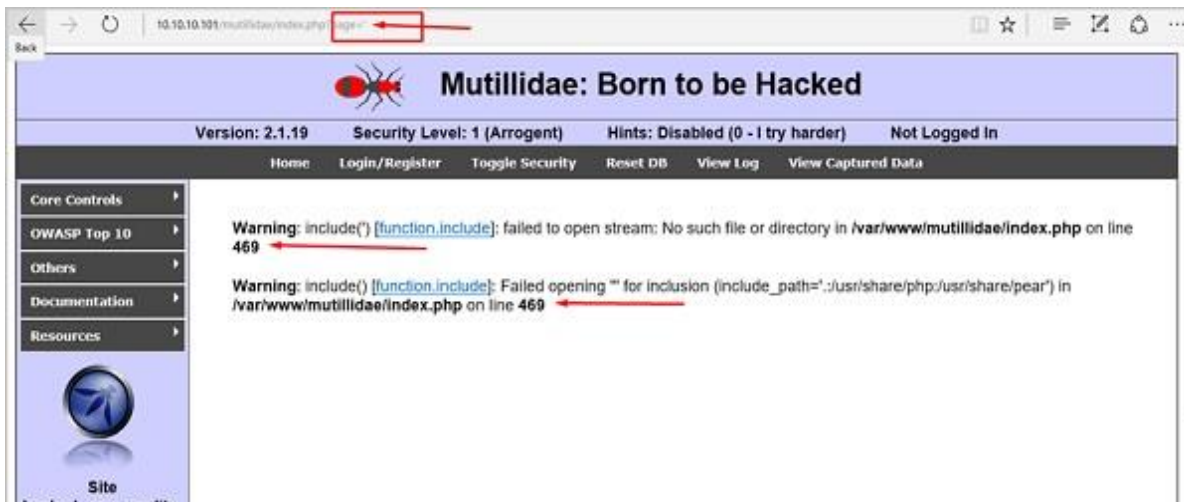 10.10.10.101/mutillidae/index.php?page='
Back
Mutillidae: Born to be Hacked
Version: 2.1.19 Security Level: 1 (Arrogent) Hints: Disabled (0 - I try harder) Not Logged In
Home Login/Register Toggle Security Reset DB View Log View Captured Data
Core Controls
OWASP Top 10
Others
Documentation
Resources
Warning: include(') [function.include]: failed to open stream: No such file or directory in /var/www/mutillidae/index.php on line
469
Warning: include() [function.include]: Failed opening ''' for inclusion (include_path='.:/usr/share/php:/usr/share/pear') in
/var/www/mutillidae/index.php on line 469
Site